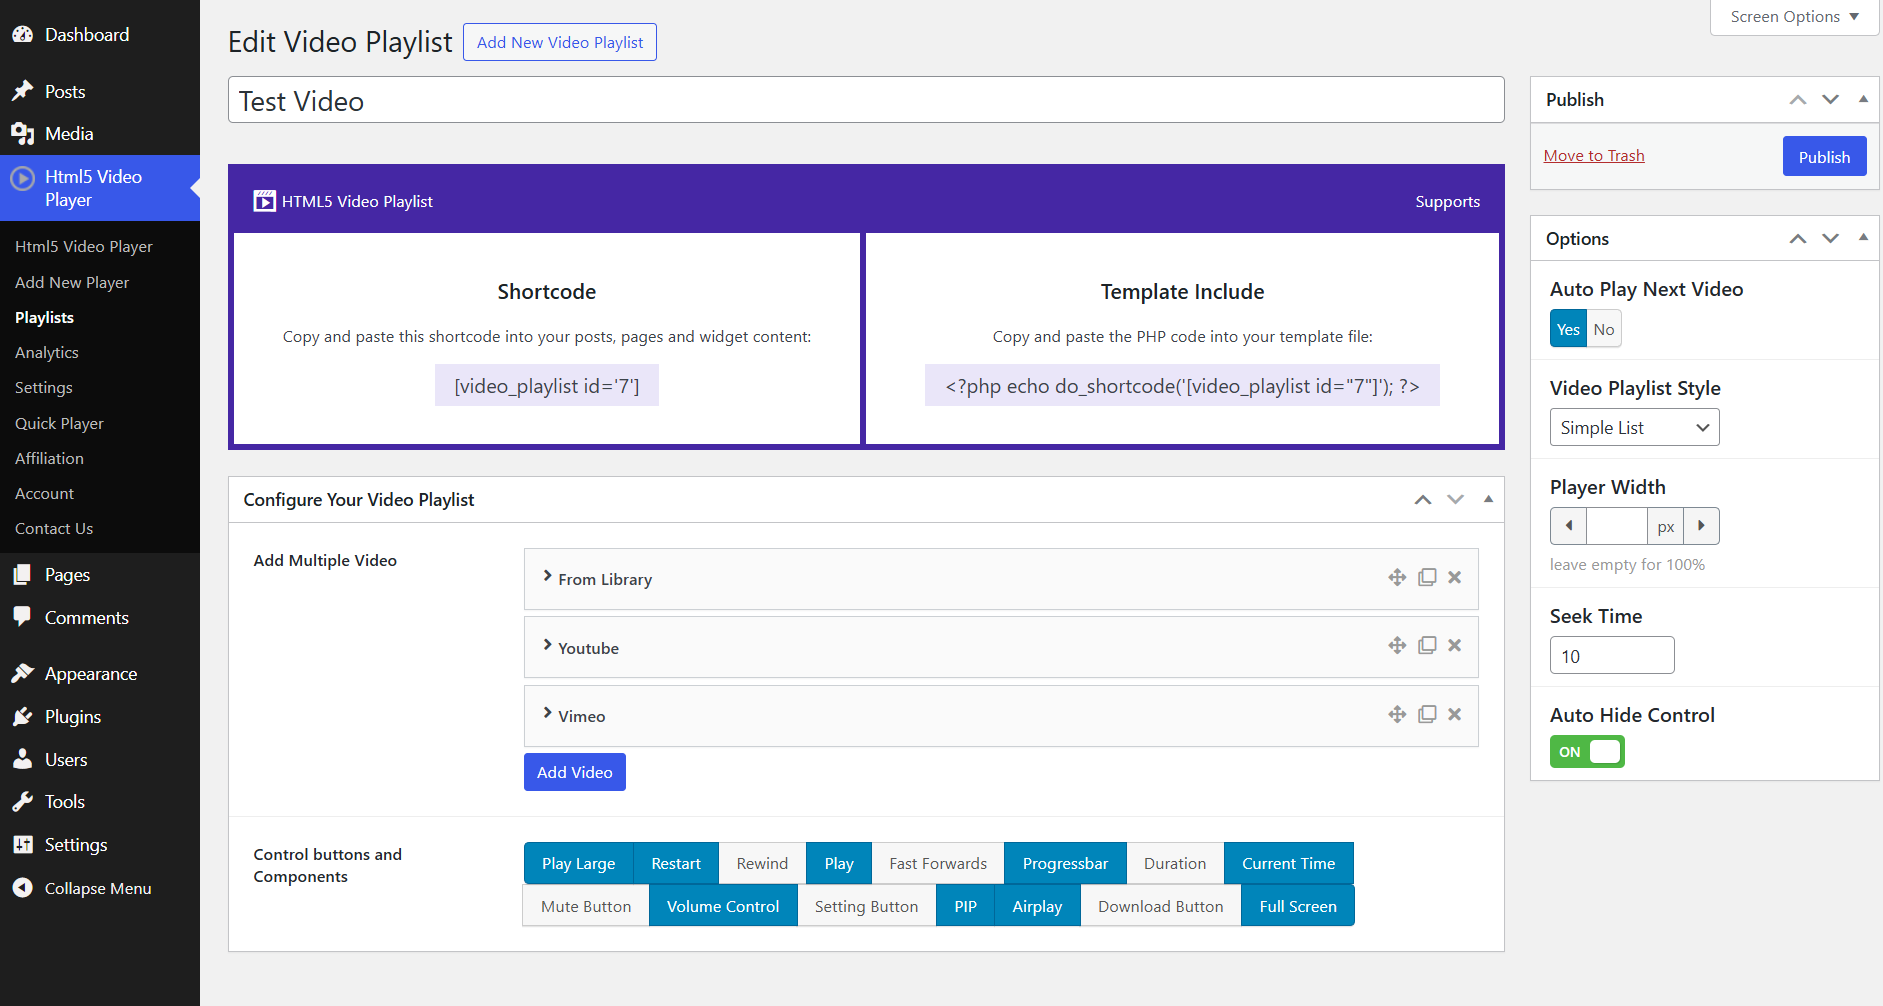 Dashboard
Posts
Media
Html5 Video
Player
Html5 Video Player
Add New Player
Playlists
Analytics
Settings
Quick Player
Affiliation
Account
Contact Us
Pages
Comments
Appearance
Plugins
Users
Tools
Settings
Collapse Menu
Screen Options
Edit Video Playlist
Add New Video Playlist
Test Video
HTML5 Video Playlist
Supports
Shortcode
Copy and paste this shortcode into your posts, pages and widget content:
[video_playlist id='7']
Template Include
Copy and paste the PHP code into your template file:
<?php echo do_shortcode('[video_playlist id="7"]'); ?>
Configure Your Video Playlist
Add Multiple Video
From Library
Youtube
Vimeo
Add Video
Control buttons and
Components
Play Large Restart Rewind Play Fast Forwards Progressbar Duration Current Time
Mute Button Volume Control Setting Button PIP Airplay Download Button Full Screen
Publish
Move to Trash
Publish
Options
Auto Play Next Video
Yes No
Video Playlist Style
Simple List
Player Width
px
leave empty for 100%
Seek Time
10
Auto Hide Control
ON